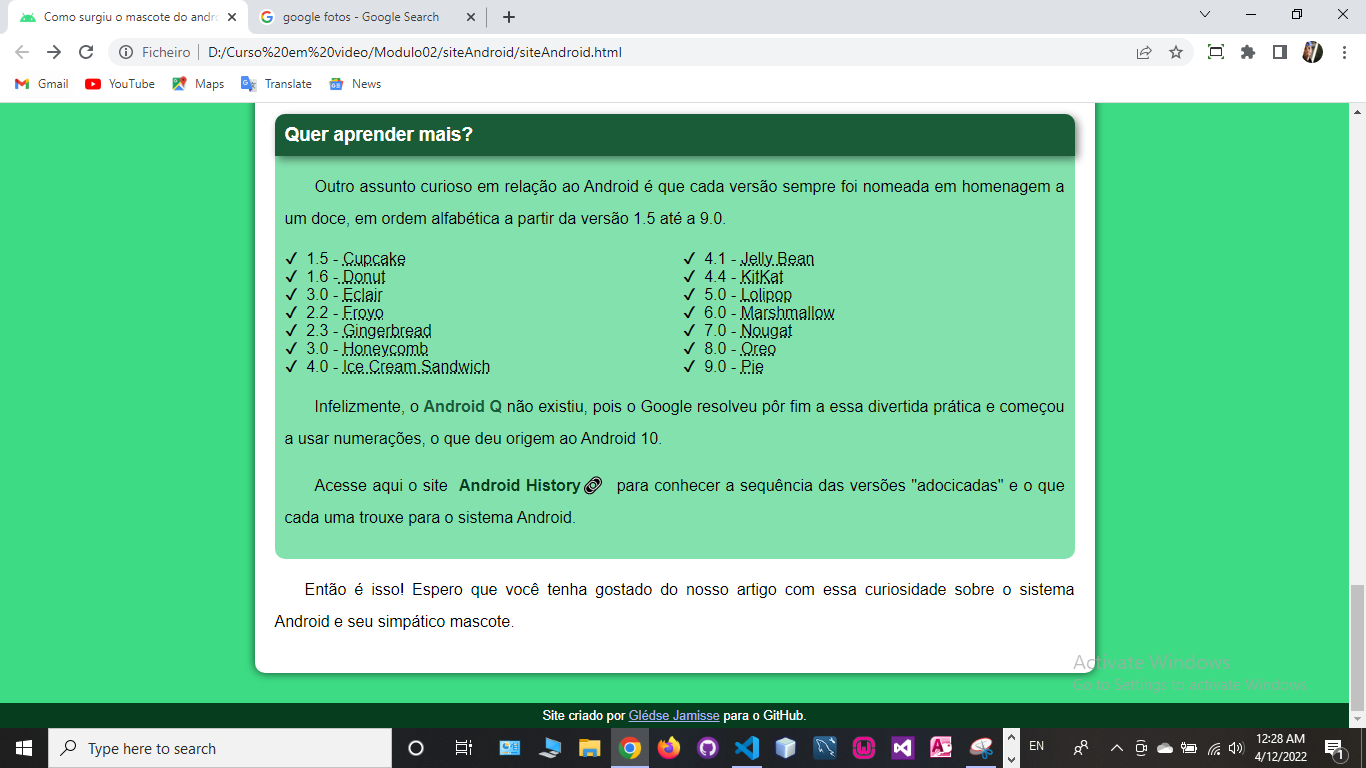 Como surgiu o mascote do andr
google fotos - Google Search
Ficheiro
D:/Curso%20em%20video/Modulo02/siteAndroid/siteAndroid.html
Gmail
YouTube
Maps
Translate
News
Quer aprender mais?
Outro assunto curioso em relação ao Android é que cada versão sempre foi nomeada em homenagem a
um doce, em ordem alfabética a partir da versão 1.5 até a 9.0.
✓ 1.5 - Cupcake
✓ 1.6 - Donut
✓ 3.0 - Eclair
✓ 2.2 - Froyo
✓ 2.3 - Gingerbread
✓ 3.0 - Honeycomb
✓ 4.0 - Ice Cream Sandwich
✓ 4.1 - Jelly Bean
✓ 4.4 - KitKat
✓ 5.0 - Lolipop
✓ 6.0 - Marshmallow
✓ 7.0 - Nougat
✓ 8.0 - Oreo
✓ 9.0 - Pie
Infelizmente, o Android Q não existiu, pois o Google resolveu pôr fim a essa divertida prática e começou
a usar numerações, o que deu origem ao Android 10.
Acesse aqui o site Android History para conhecer a sequência das versões "adocicadas" e o que
cada uma trouxe para o sistema Android.
Então é isso! Espero que você tenha gostado do nosso artigo com essa curiosidade sobre o sistema
Android e seu simpático mascote.
Activate Windows
Go to Settings to activate Windows.
Site criado por Glédse Jamisse para o GitHub.
Type here to search
EN
12:28 AM
4/12/2022
1